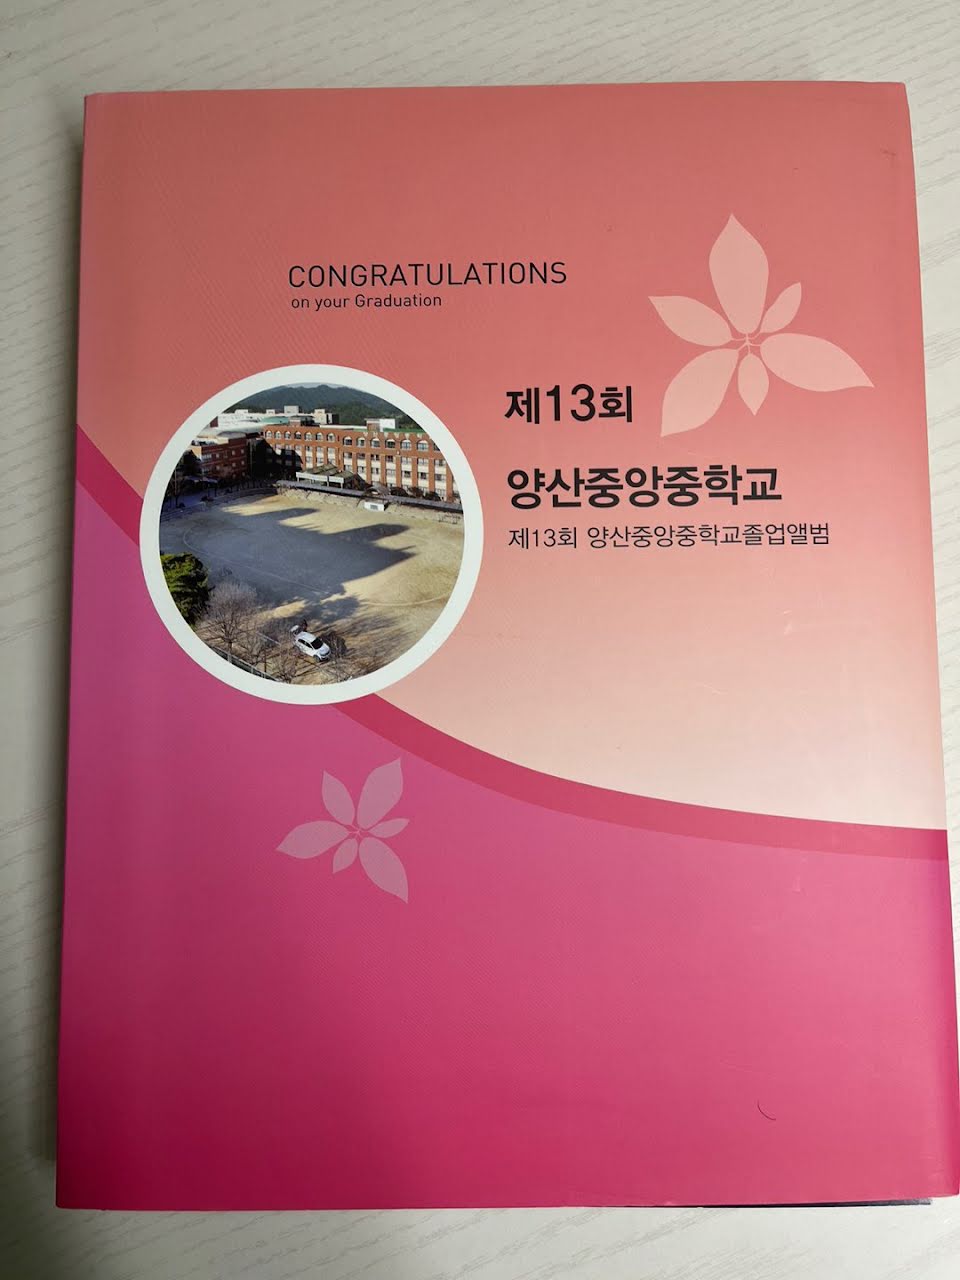 CONGRATULATIONS
on your Graduation
제13회
양산중앙중학교
제13회 양산중앙중학교졸업앨범